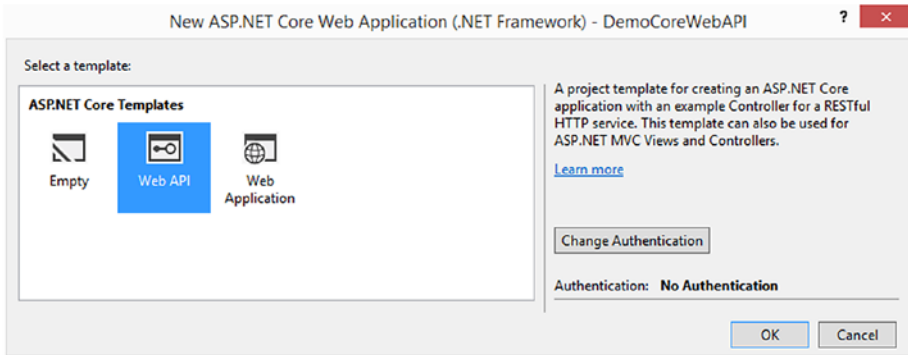 New ASP.NET Core Web Application (.NET Framework) - DemoCoreWebAPI
?
×
Select a template:
ASP.NET Core Templates
Empty
Web API
Web
Application
A project template for creating an ASP.NET Core
application with an example Controller for a RESTful
HTTP service. This template can also be used for
ASP.NET MVC Views and Controllers.
Learn more
Change Authentication
Authentication: No Authentication
OK
Cancel